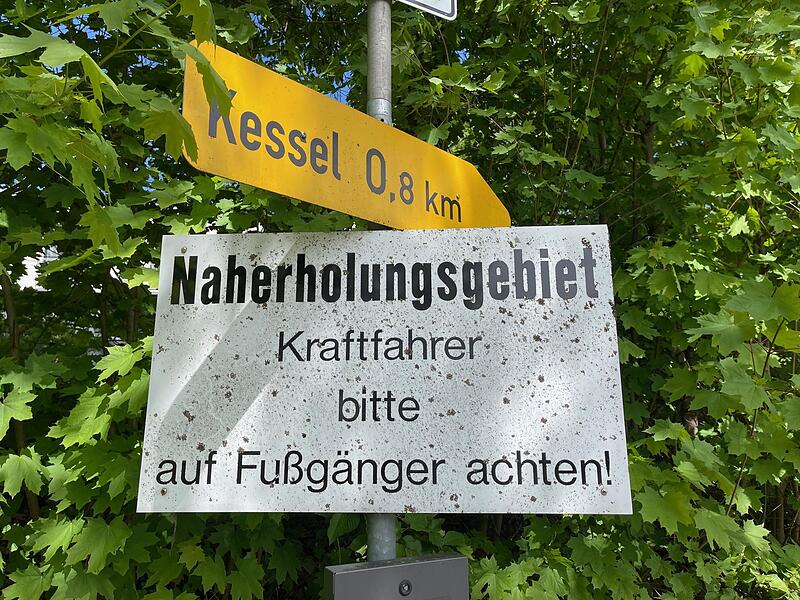 Kessel 0,8 km
Naherholungsgebiet
Kraftfahrer
bitte
auf Fußgänger achten!